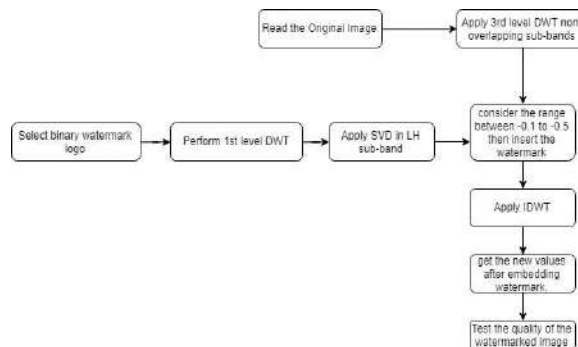 Read the Original Image
Apply 3rd level DWT non
overlapping sub-bands
Select binary watermark
logo
Perform 1st level DWT
Apply SVD in LH
sub-band
consider the range
between -0.1 to -0.5
then insert the
watermark
Apply IDWT
get the new values
after embedding
watermark.
Test the quality of the
watermarked image